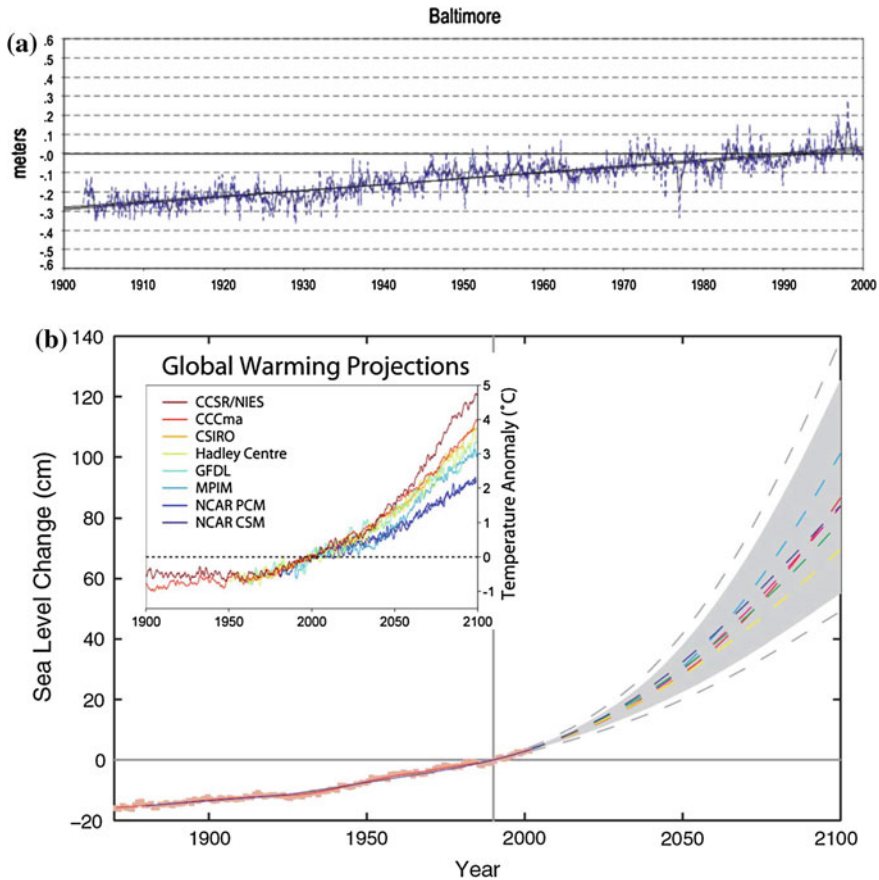 Baltimore
(a)
.6
.5
.4
.3
.2
.1
-.0
-.1
-.2
-.3
-.4
-.5
-.6
meters
1900 1910 1920 1930 1940 1950 1960 1970 1980 1990 2000
(b)
140
120
100
80
60
40
20
0
-20
Sea Level Change (cm)
Global Warming Projections
CCSR/NIES
CCCma
CSIRO
Hadley Centre
GFDL
MPIM
NCAR PCM
NCAR CSM
5
4
3
2
1
0
-1
Temperature Anomaly (°C)
1900 1950 2000 2050 2100
1900 1950 2000 2050 2100
Year